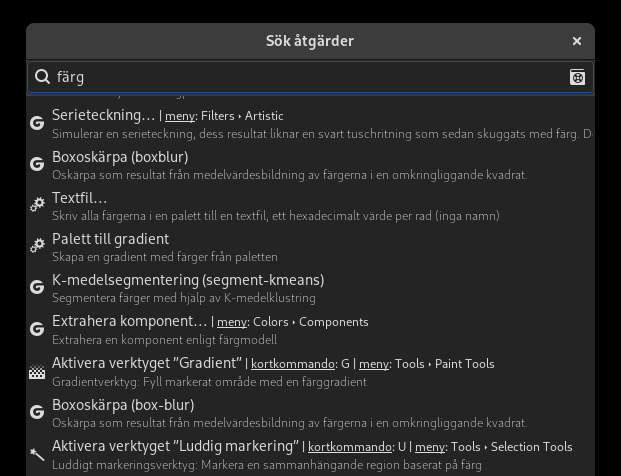 Sök åtgärder
färg
Serieteckning… | meny: Filters ‣ Artistic
Simulerar en serieteckning, dess resultat liknar en svart tuschritning som sedan skuggats med färg. D
Boxoskärpa (boxblur)
Oskärpa som resultat från medelvärdesbildning av färgerna i en omkringliggande kvadrat.
Textfil…
Skriv alla färgerna i en palett till en textfil, ett hexadecimalt värde per rad (inga namn)
Palett till gradient
Skapa en gradient med färger från paletten
K-medelsegmentering (segment-kmeans)
Segmentera färger med hjälp av K-medelklustring
Extrahera komponent… | meny: Colors ‣ Components
Extrahera en komponent enligt färgmodell
Aktivera verktyget ”Gradient” | kortkommando: G | meny: Tools ‣ Paint Tools
Gradientverktyg: Fyll markerat område med en färggradient
Boxoskärpa (box-blur)
Oskärpa som resultat från medelvärdesbildning av färgerna i en omkringliggande kvadrat.
Aktivera verktyget ”Luddig markering” | kortkommando: U | meny: Tools ‣ Selection Tools
Luddigt markeringsverktyg: Markera en sammanhängande region baserat på färg